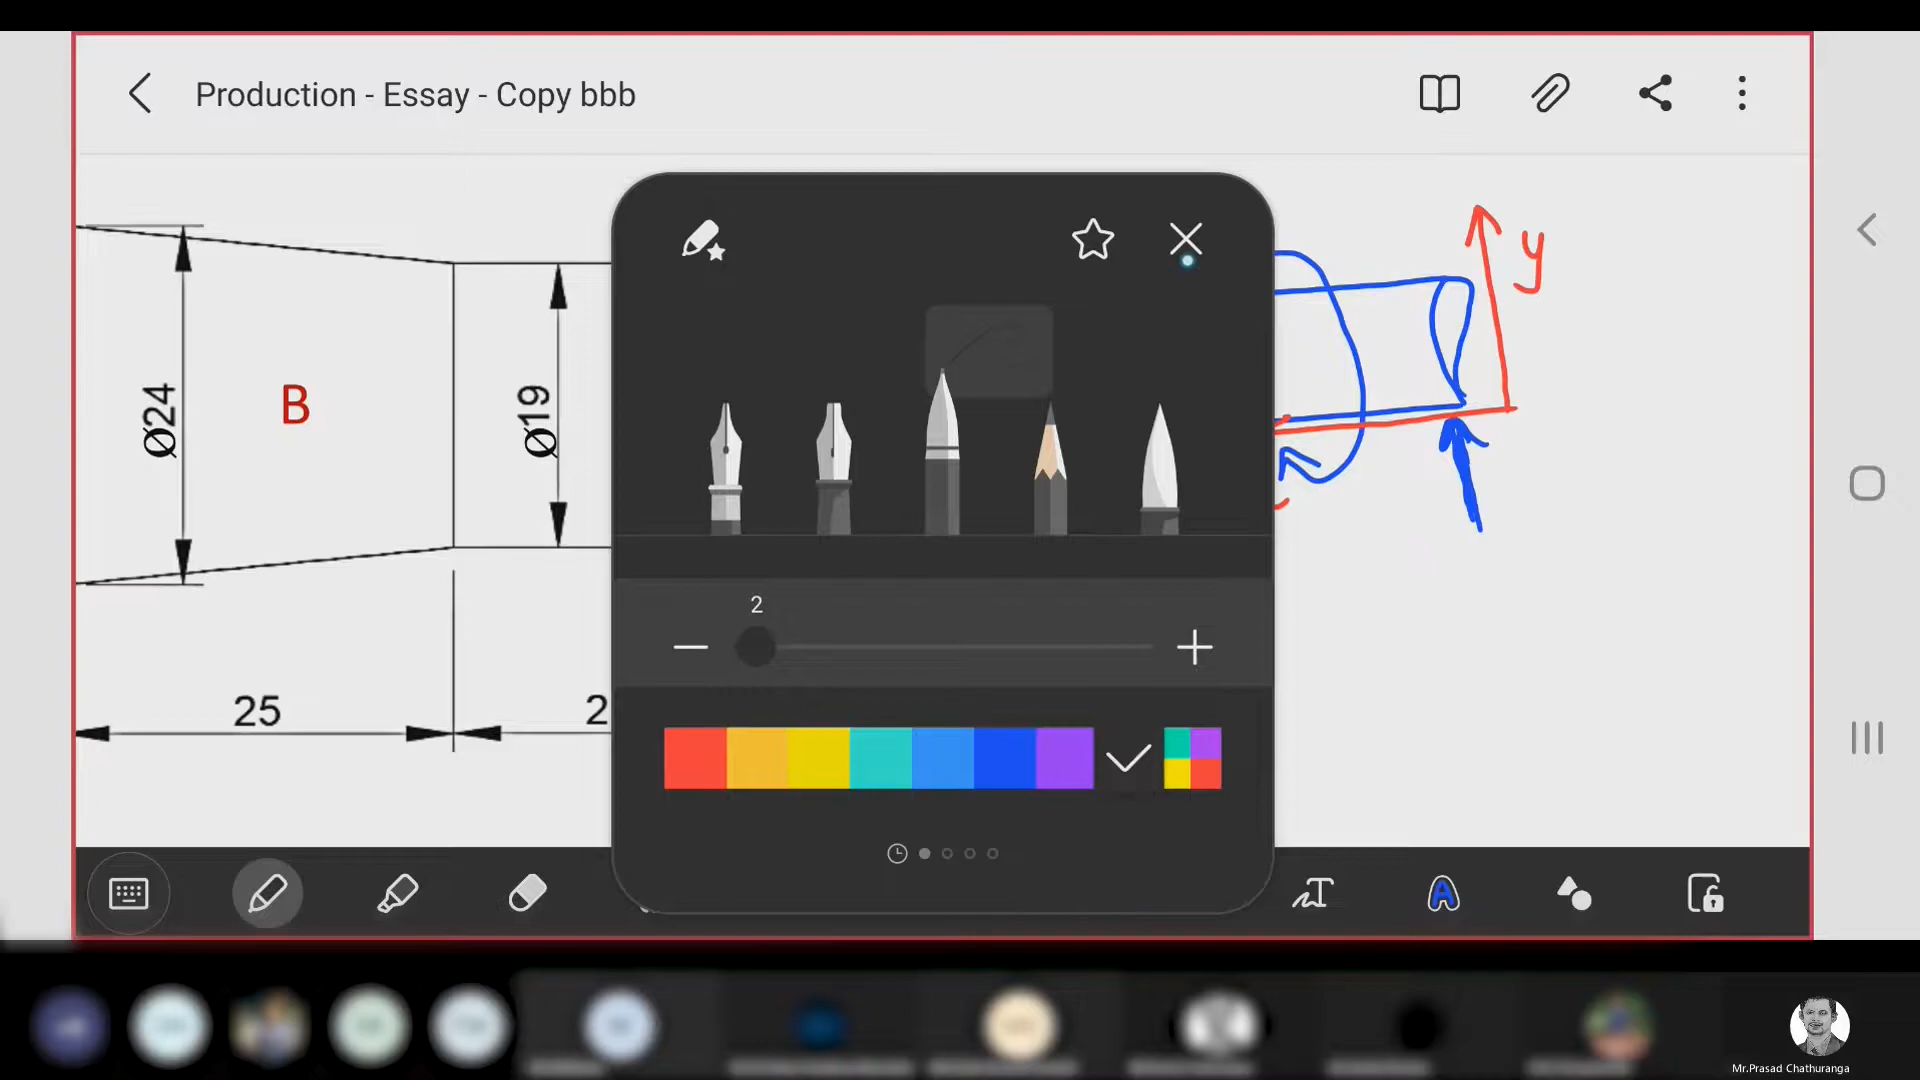 Production - Essay - Copy bbb
y
Ø24
B
Ø19
2
25
2
Mr.Prasad Chathuranga